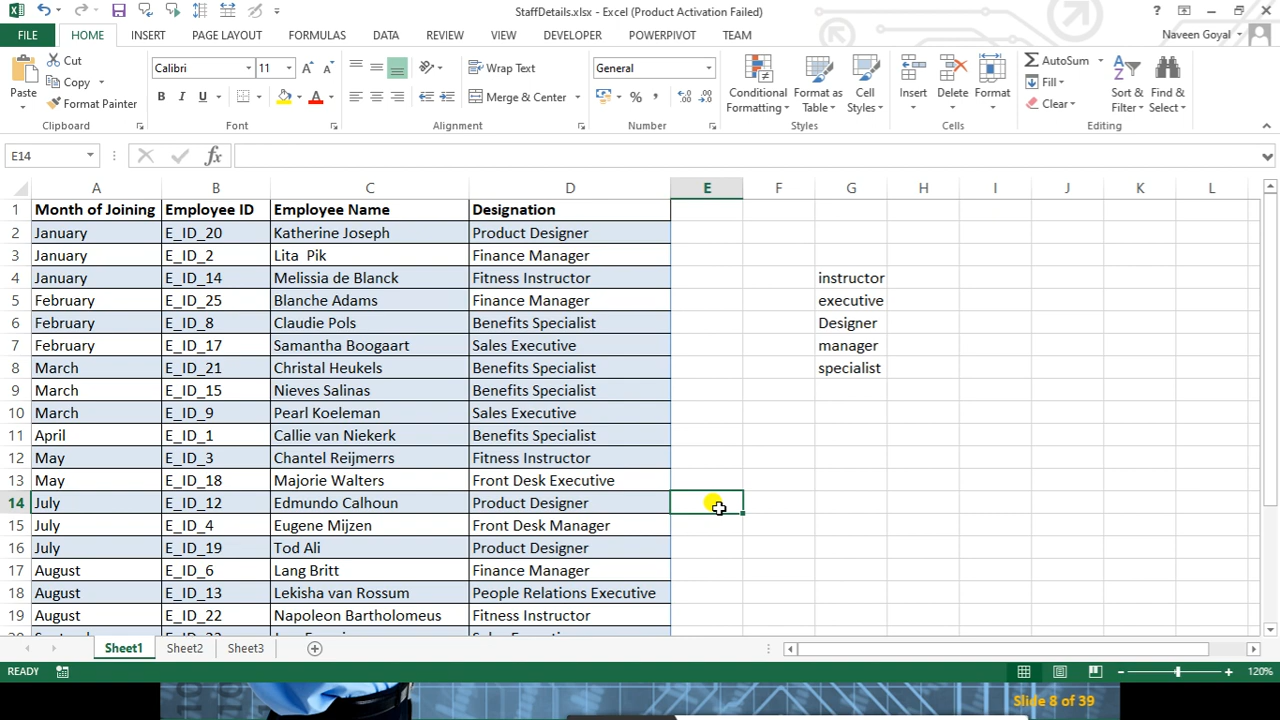 StaffDetails.xlsx - Excel (Product Activation Failed)
FILE HOME INSERT PAGE LAYOUT FORMULAS DATA REVIEW VIEW DEVELOPER POWERPIVOT TEAM Naveen Goyal
Cut
Copy
Format Painter
Paste
Clipboard
Calibri 11
B I U
Font
Wrap Text
Merge & Center
Alignment
General
Number
Conditional Formatting
Format as Table
Cell Styles
Styles
Insert Delete Format
Cells
AutoSum
Fill
Clear
Sort & Filter
Find & Select
Editing
E14 fx
A B C D E F G H I J K L
1 Month of Joining Employee ID Employee Name Designation
2 January E_ID_20 Katherine Joseph Product Designer
3 January E_ID_2 Lita  Pik Finance Manager
4 January E_ID_14 Melissia de Blanck Fitness Instructor instructor
5 February E_ID_25 Blanche Adams Finance Manager executive
6 February E_ID_8 Claudie Pols Benefits Specialist Designer
7 February E_ID_17 Samantha Boogaart Sales Executive manager
8 March E_ID_21 Christal Heukels Benefits Specialist specialist
9 March E_ID_15 Nieves Salinas Benefits Specialist
10 March E_ID_9 Pearl Koeleman Sales Executive
11 April E_ID_1 Callie van Niekerk Benefits Specialist
12 May E_ID_3 Chantel Reijmerrs Fitness Instructor
13 May E_ID_18 Majorie Walters Front Desk Executive
14 July E_ID_12 Edmundo Calhoun Product Designer
15 July E_ID_4 Eugene Mijzen Front Desk Manager
16 July E_ID_19 Tod Ali Product Designer
17 August E_ID_6 Lang Britt Finance Manager
18 August E_ID_13 Lekisha van Rossum People Relations Executive
19 August E_ID_22 Napoleon Bartholomeus Fitness Instructor
Sheet1 Sheet2 Sheet3
READY 120%
Slide 8 of 39